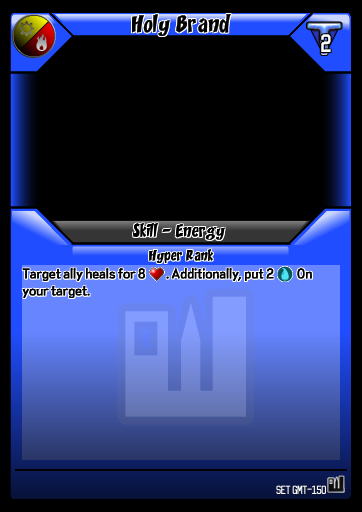 Holy Brand
2
Skill - Energy
Hyper Rank
Target ally heals for 8 . Additionally, put 2 On
your target.
SET GMT-150